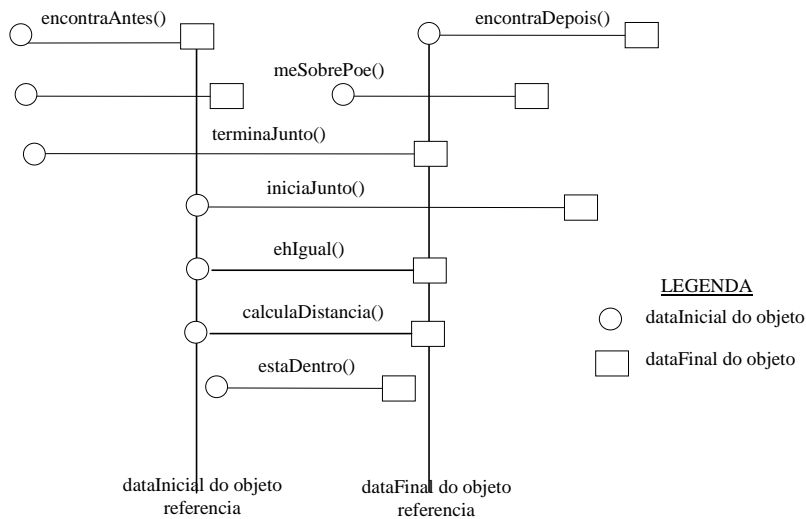 encontraAntes()
encontraDepois()
meSobrePoe()
terminaJunto()
iniciaJunto()
ehIgual()
calculaDistancia()
estaDentro()
LEGENDA
dataInicial do objeto
dataFinal do objeto
dataInicial do objeto
referencia
dataFinal do objeto
referencia